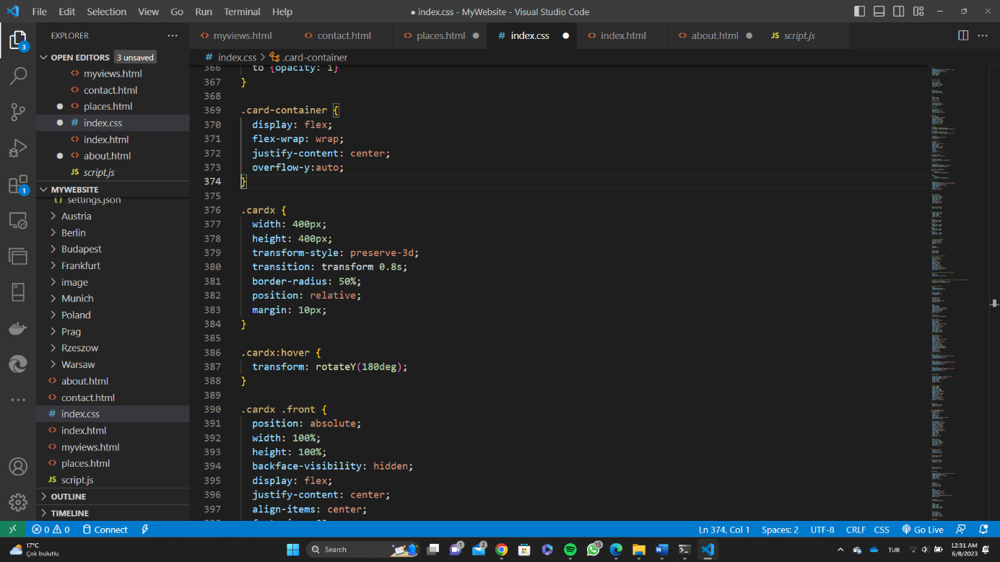 File Edit Selection View Go Run Terminal Help
● index.css - MyWebsite - Visual Studio Code
EXPLORER
myviews.html
contact.html
places.html
index.css
index.html
about.html
script.js
OPEN EDITORS 3 unsaved
myviews.html
contact.html
places.html
index.css
index.html
about.html
script.js
MYWEBSITE
settings.json
Austria
Berlin
Budapest
Frankfurt
image
Munich
Poland
Prag
Rzeszow
Warsaw
about.html
contact.html
index.css
index.html
myviews.html
places.html
script.js
OUTLINE
TIMELINE
3
1
index.css > .card-container
366 to {opacity: 1}
367 }
368
369 .card-container {
370 display: flex;
371 flex-wrap: wrap;
372 justify-content: center;
373 overflow-y:auto;
374 }
375
376 .cardx {
377 width: 400px;
378 height: 400px;
379 transform-style: preserve-3d;
380 transition: transform 0.8s;
381 border-radius: 50%;
382 position: relative;
383 margin: 10px;
384 }
385
386 .cardx:hover {
387 transform: rotateY(180deg);
388 }
389
390 .cardx .front {
391 position: absolute;
392 width: 100%;
393 height: 100%;
394 backface-visibility: hidden;
395 display: flex;
396 justify-content: center;
397 align-items: center;
0 0 Connect
Ln 374, Col 1 Spaces: 2 UTF-8 CRLF CSS Go Live
17°C
Çok bulutlu
Search
1 2 15
TUR
12:31 AM
6/8/2023